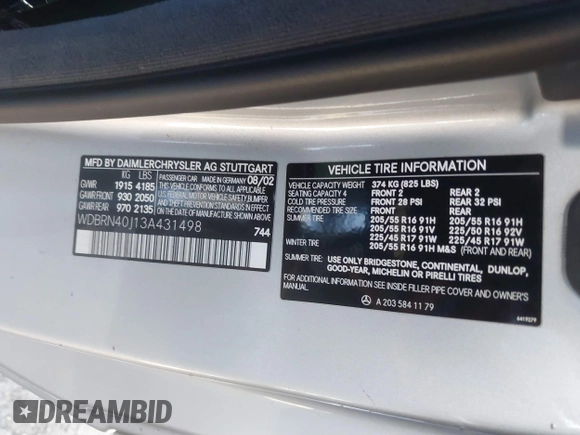 MFD BY DAIMLERCHRYSLER AG STUTTGART
KG LBS PASSENGER CAR MADE IN GERMANY 08/02
GVWR 1915 4185 THIS VEHICLE CONFORMS TO ALL APPLICABLE
GAWR FRONT 930 2050 U.S. FEDERAL MOTOR VEHICLE SAFETY, BUMPER
GAWR REAR 970 2135 AND THEFT PREVENTION STANDARDS IN EFFECT
ON THE DATE OF MANUFACTURE SHOWN ABOVE
WDBRN40J13A431498
744
VEHICLE TIRE INFORMATION
VEHICLE CAPACITY WEIGHT 374 KG (825 LBS)
SEATING CAPACITY 4 FRONT 2 REAR 2
COLD TIRE PRESSURE FRONT 28 PSI REAR 32 PSI
RECOMMENDED TIRE SIZE FRONT REAR
SUMMER TIRE 205/55 R16 91H 205/55 R16 91H
205/55 R16 91V 225/50 R16 92V
225/45 R17 91W 225/45 R17 91W
WINTER TIRE 205/55 R16 91H M&S (FRONT AND REAR)
SUMMER TIRE: USE ONLY BRIDGESTONE, CONTINENTAL, DUNLOP,
GOOD-YEAR, MICHELIN OR PIRELLI TIRES
FOR ADDITIONAL INFORMATION SEE INSIDE FILLER PIPE COVER AND OWNER'S
MANUAL
A 203 584 11 79
A419279
DREAMBID